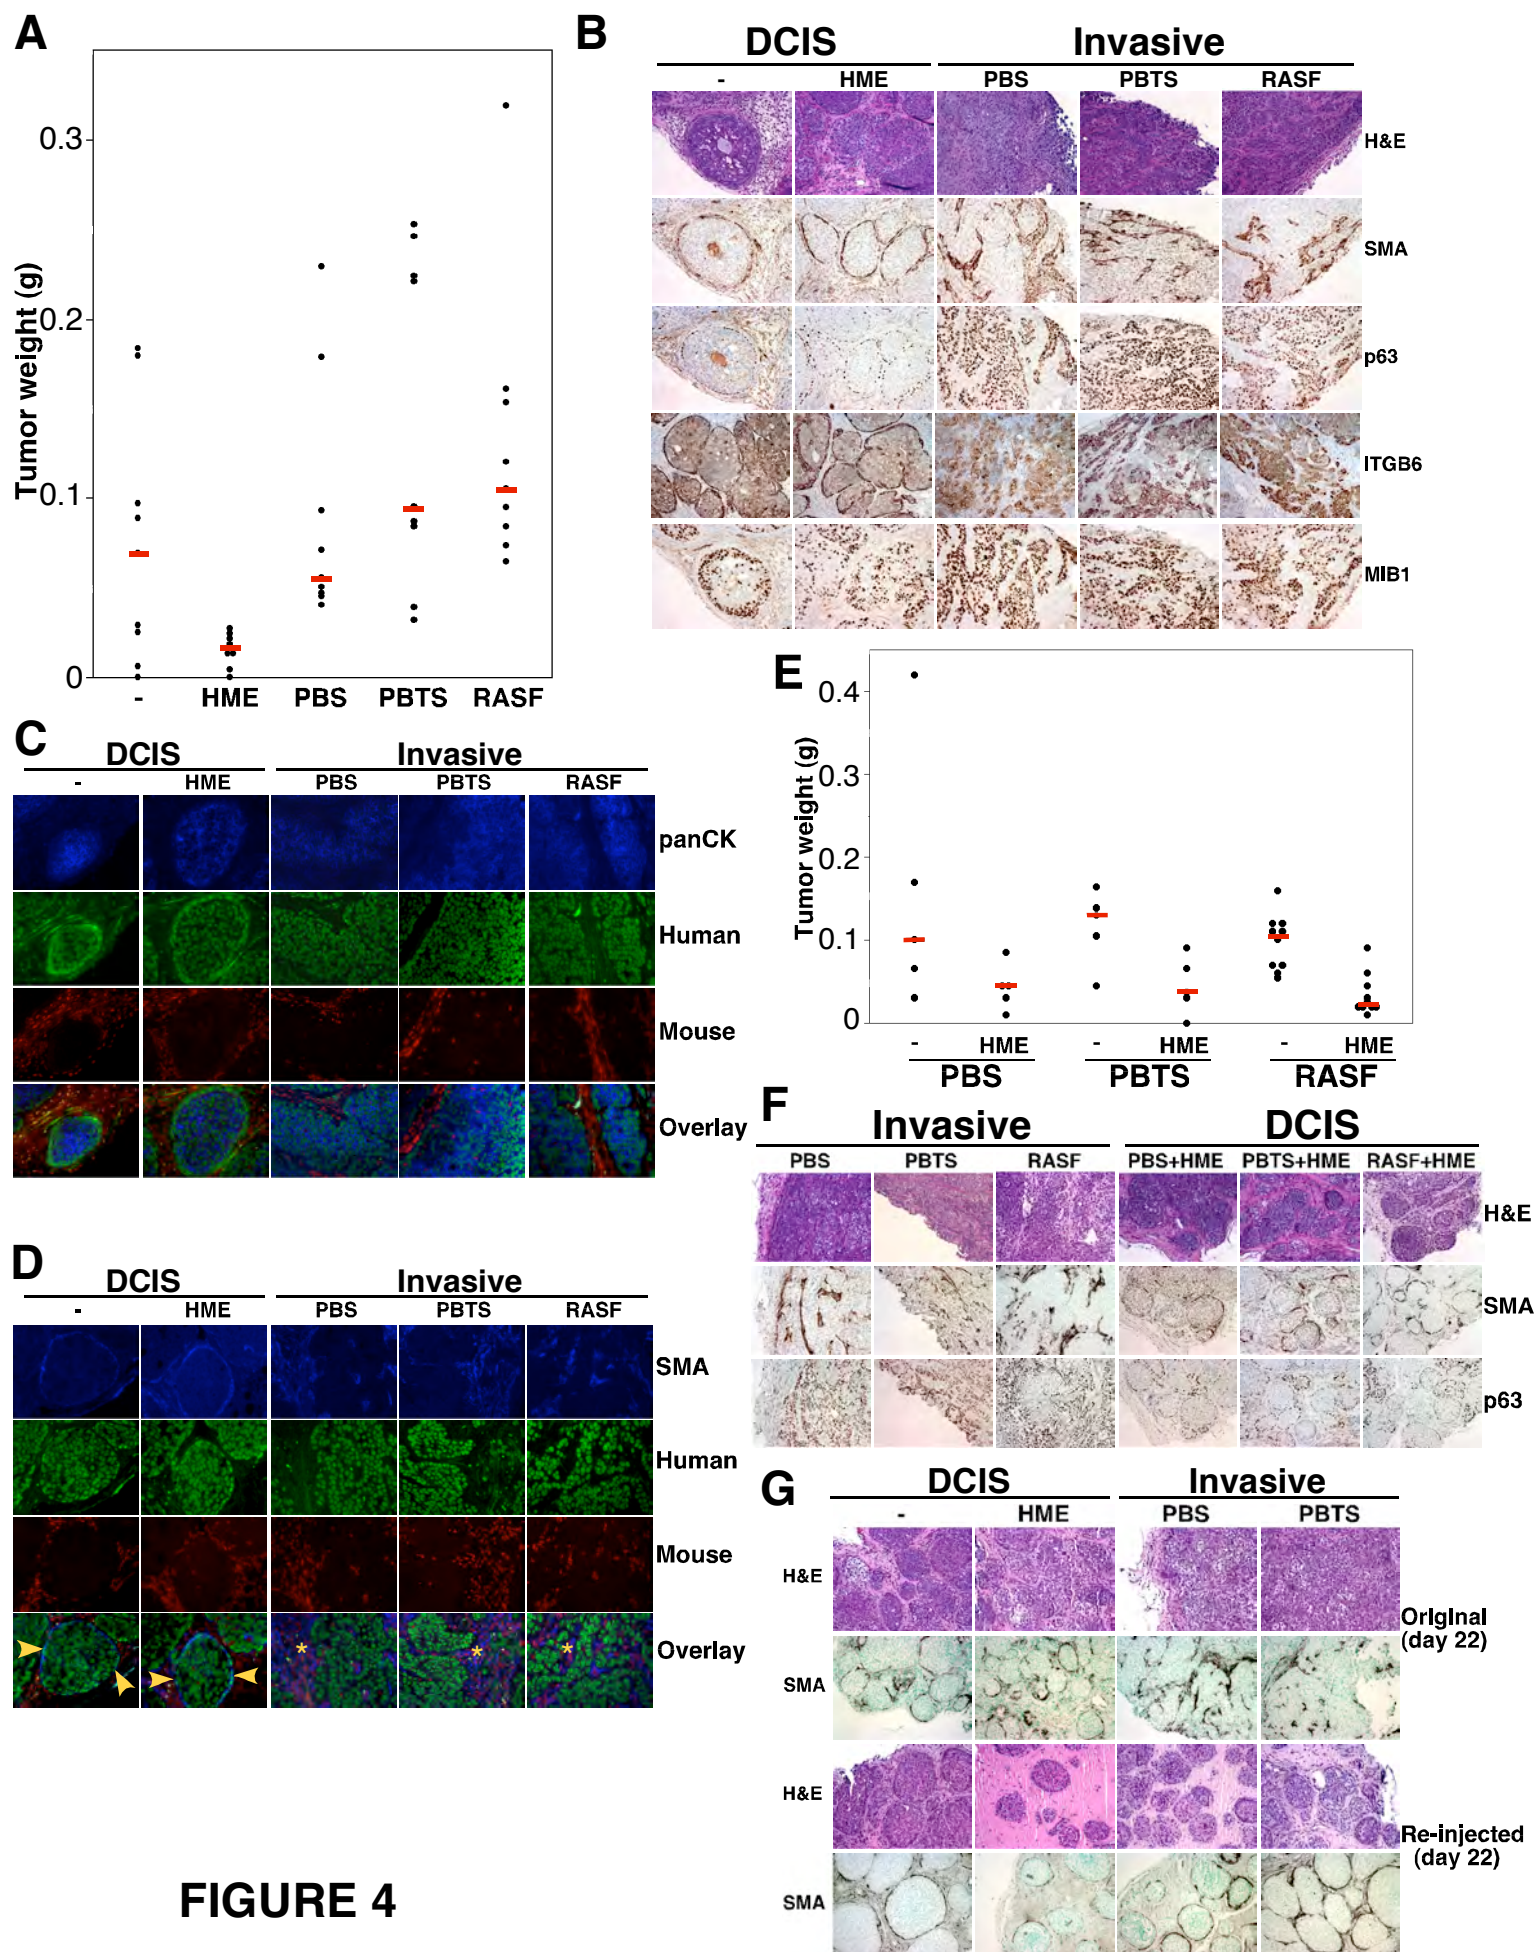 A
Tumor weight (g)
0.3
0.2
0.1
0
- HME PBS PBTS RASF
B
DCIS Invasive
- HME PBS PBTS RASF
H&E
SMA
p63
ITGB6
MIB1
C
DCIS Invasive
- HME PBS PBTS RASF
panCK
Human
Mouse
Overlay
D
DCIS Invasive
- HME PBS PBTS RASF
SMA
Human
Mouse
Overlay
* * *
E
Tumor weight (g)
0.4
0.3
0.2
0.1
0
- HME - HME - HME
PBS PBTS RASF
F
Invasive DCIS
PBS PBTS RASF PBS+HME PBTS+HME RASF+HME
H&E
SMA
p63
G
DCIS Invasive
- HME PBS PBTS
H&E
SMA
Original
(day 22)
H&E
SMA
Re-injected
(day 22)
FIGURE 4